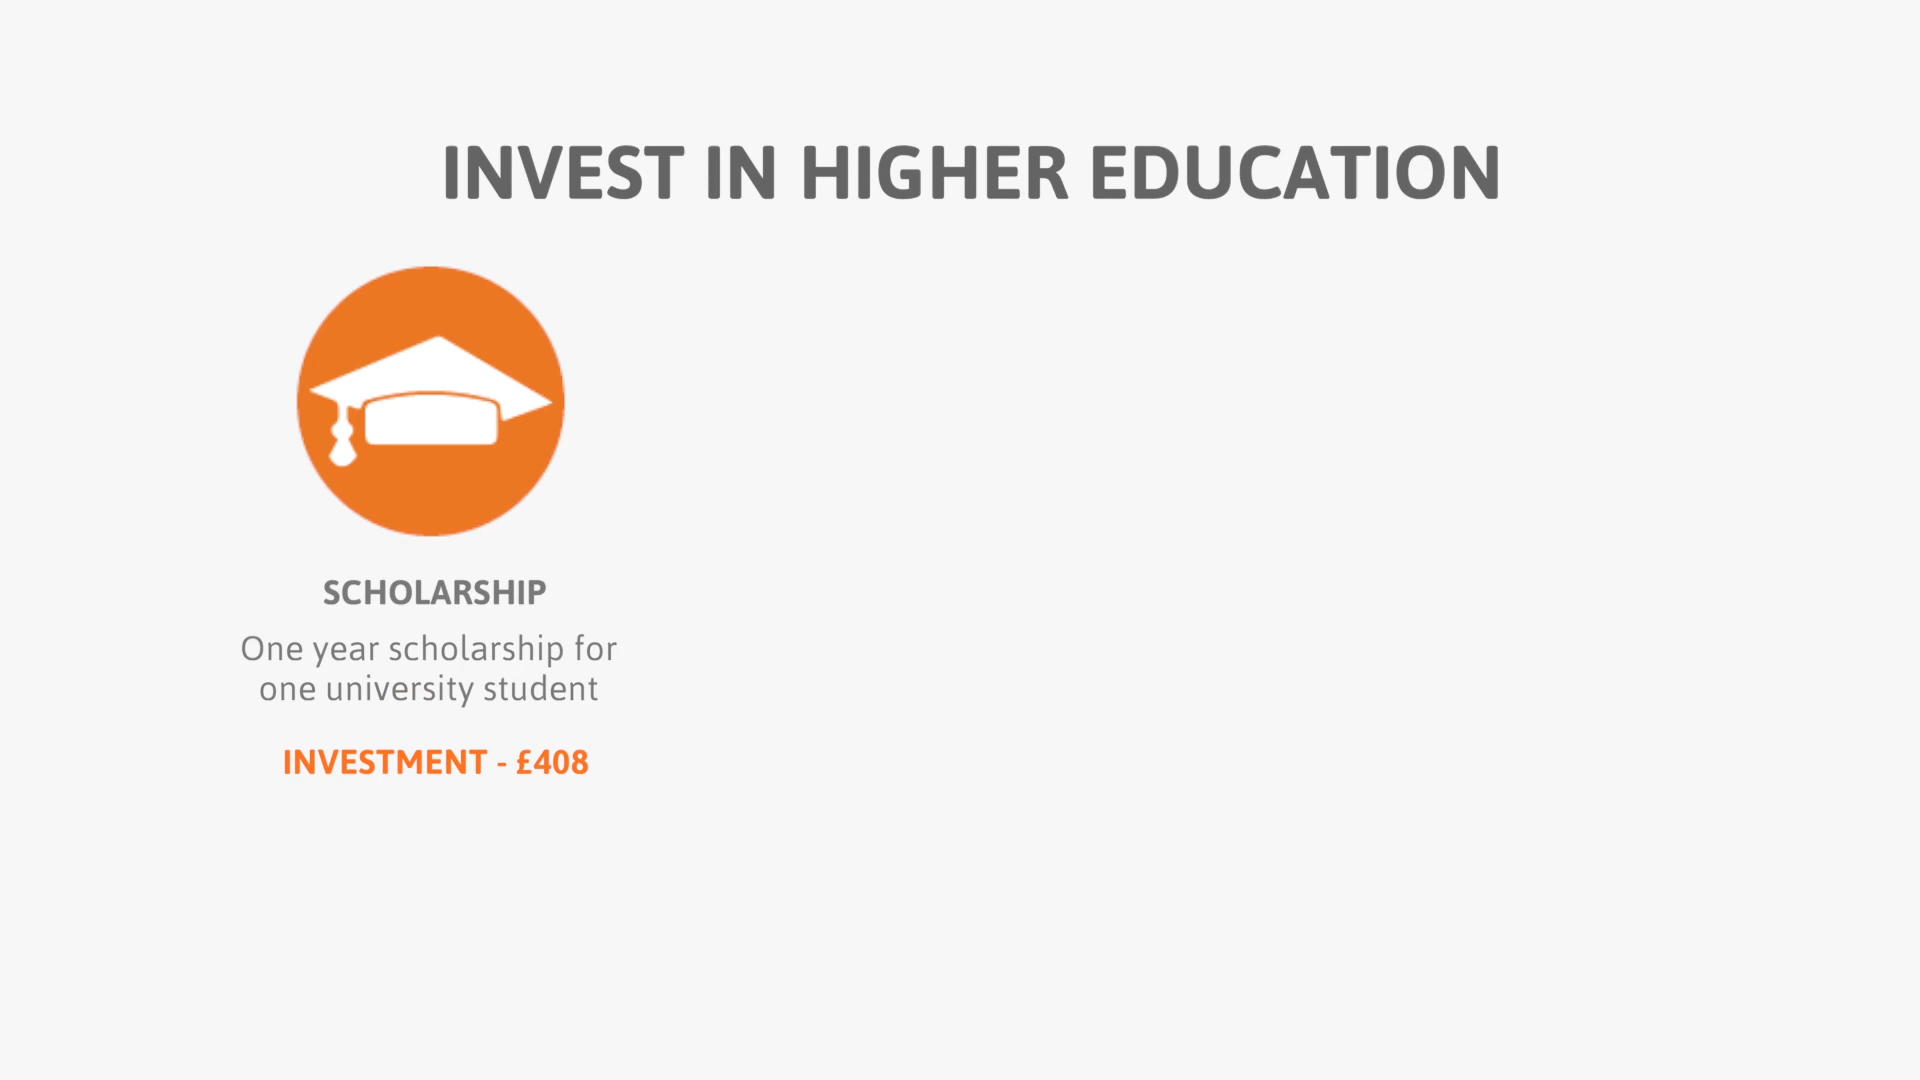 INVEST IN HIGHER EDUCATION
SCHOLARSHIP
One year scholarship for
one university student
INVESTMENT - £408